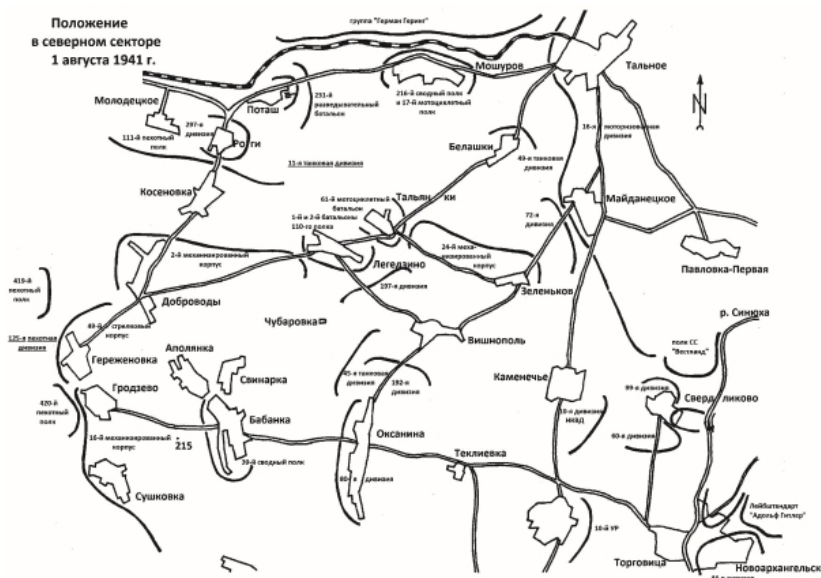 Положение
в северном секторе
1 августа 1941 г.
группа "Герман Геринг"
Тальное
Мошуров
216-й сводный полк
и 17-й мотоциклетный
полк
Молодецкое
Поташ
231-й
разведывательный
батальон
297-я
дивизия
111-й пехотный
полк
Роги
16-я моторизованная
дивизия
Белашки
49-я танковая
дивизия
11-я танковая дивизия
Косеновка
61-й мотоциклетный
батальон
Тальянки
1-й и 2-й батальоны
110-го полка
Майданецкое
72-я
дивизия
2-й механизированный
корпус
24-й меха-
низированный
корпус
Легедзино
Павловка-Первая
419-й
пехотный
полк
197-я дивизия
Зеленьков
Доброводы
р. Синюха
125-я пехотная
дивизия
49-й стрелковый
корпус
Чубаровка
Вишнополь
полк СС
"Вестланд"
Аполянка
Гереженовка
Свинарка
45-я танковая
дивизия
192-я
дивизия
Каменечье
99-я дивизия
Свердликово
Гродзево
420-й
пехотный
полк
Бабанка
Оксанина
10-я дивизия
НКВД
60-я дивизия
16-й механизированный
корпус
215
39-й сводный полк
Теклиевка
80-я дивизия
Сушковка
Лейбштандарт
"Адольф Гитлер"
10-й УР
Торговица
Новоархангельск